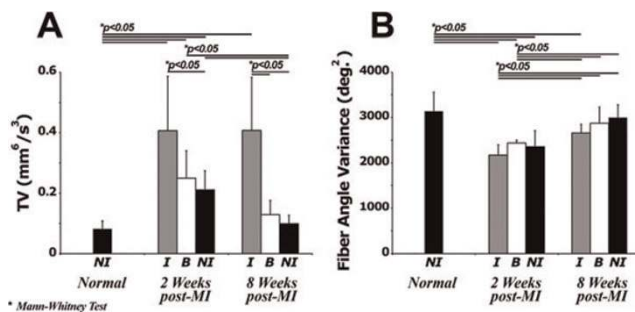 A
*p<0.05
*p<0.05
*p<0.05
*p<0.05
TV (mm⁶/s³)
0.6
0.4
0.2
0
NI
I B NI
I B NI
Normal
2 Weeks post-MI
8 Weeks post-MI
* Mann-Whitney Test
B
*p<0.05
*p<0.05
*p<0.05
Fiber Angle Variance (deg.²)
4000
3000
2000
1000
0
NI
I B NI
I B NI
Normal
2 Weeks
post-MI
8 Weeks
post-MI